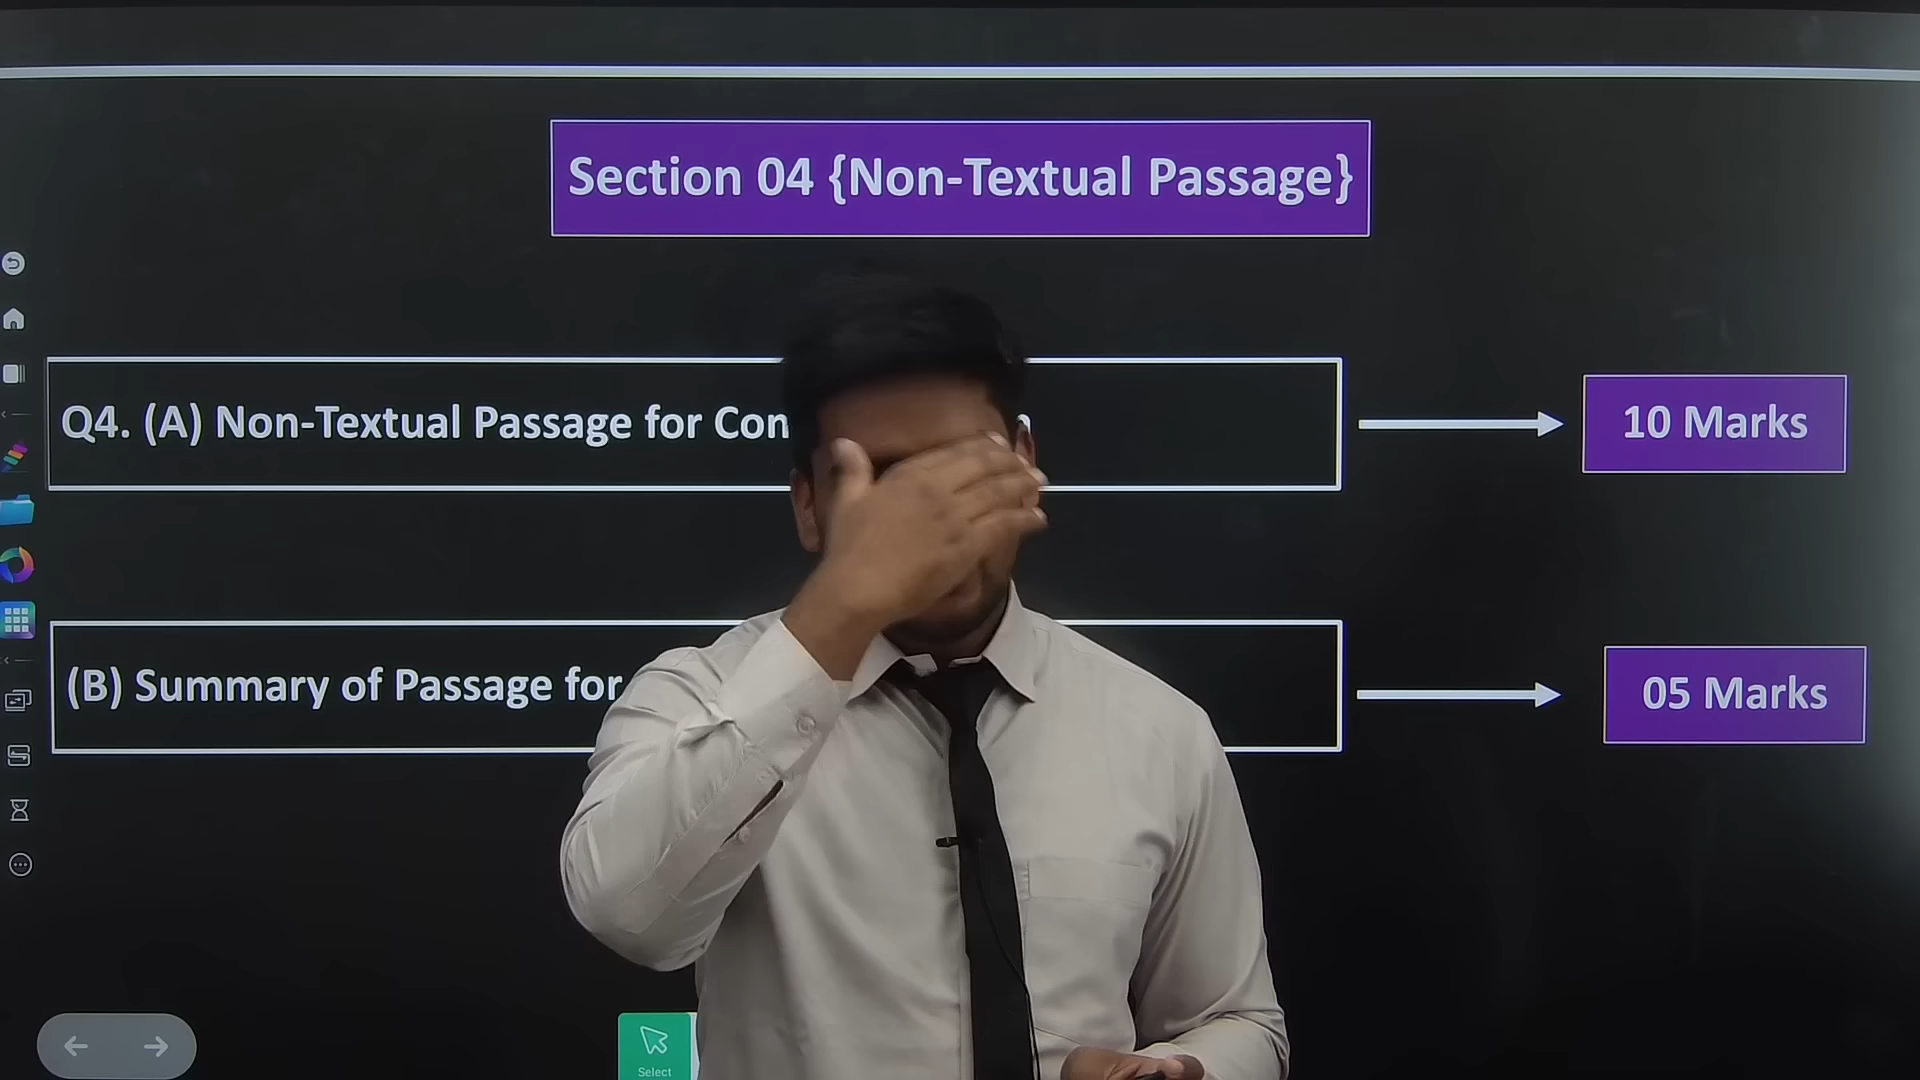 Section 04 {Non-Textual Passage}
Q4. (A) Non-Textual Passage for
10 Marks
(B) Summary of Passage for
05 Marks
Select